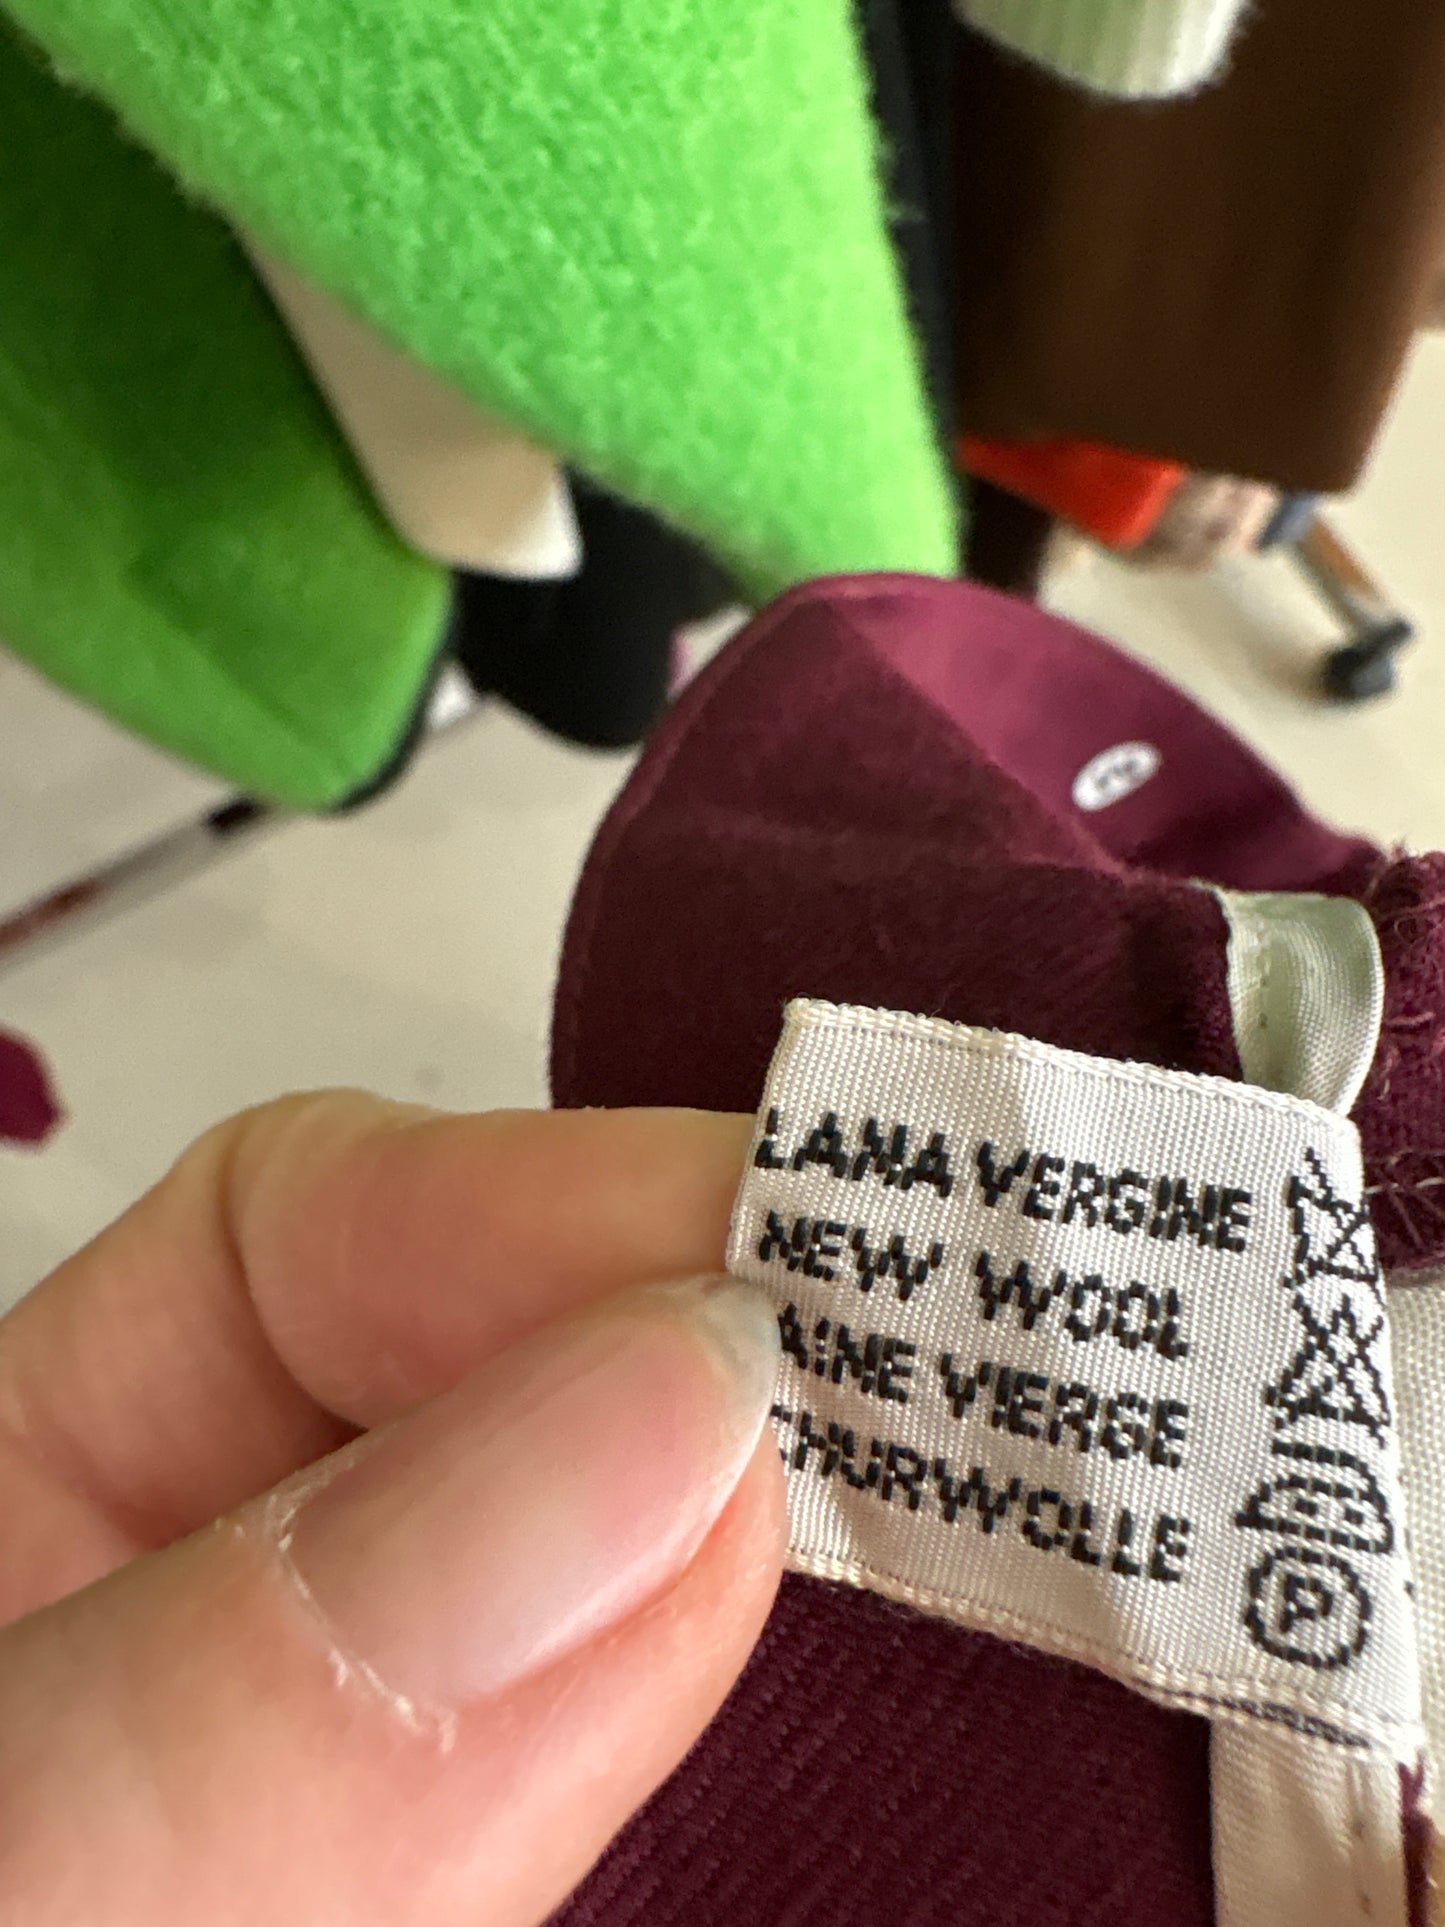 LANA VERGINE
NEW WOOL
AINE VIERGE
CHURWOLLE
P